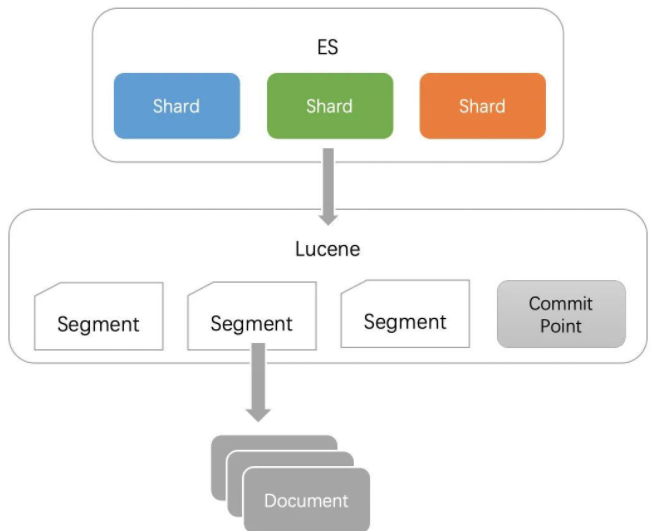 ES
Shard
Shard
Shard
Lucene
Segment
Segment
Segment
Commit
Point
Document